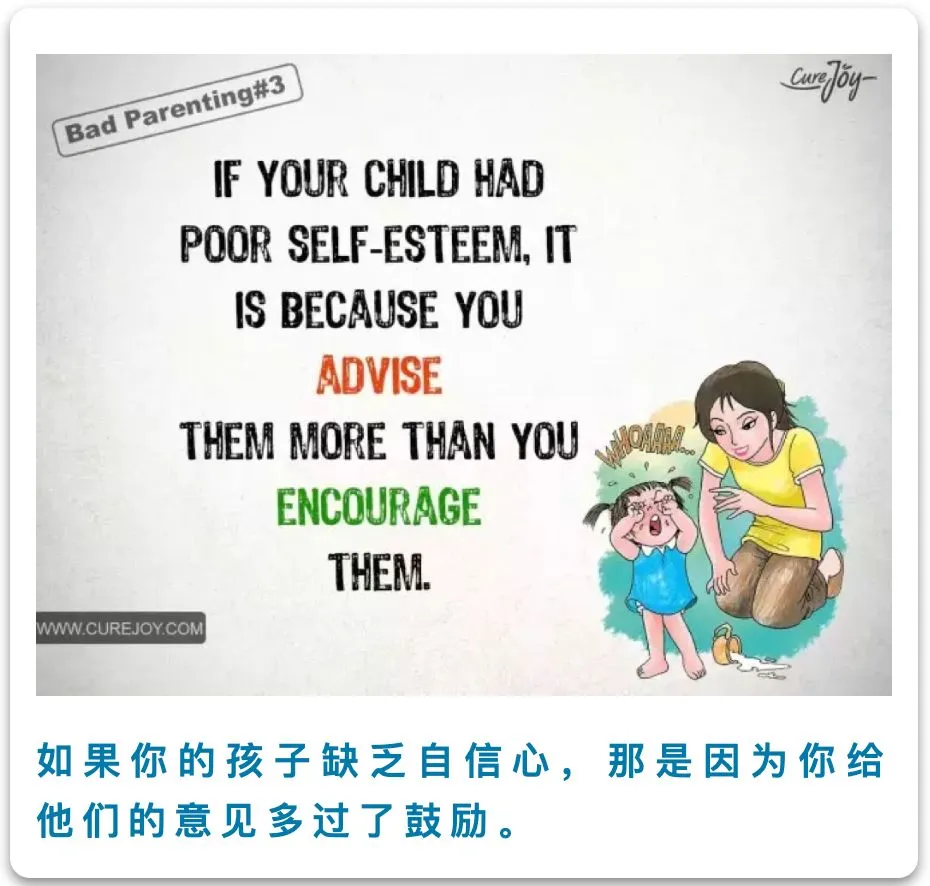 Bad Parenting#3
CureJoy
IF YOUR CHILD HAD
POOR SELF-ESTEEM, IT
IS BECAUSE YOU
ADVISE
THEM MORE THAN YOU
ENCOURAGE
THEM.
WHOAAAA...
WWW.CUREJOY.COM
如果你的孩子缺乏自信心，那是因为你给
他们的意见多过了鼓励。